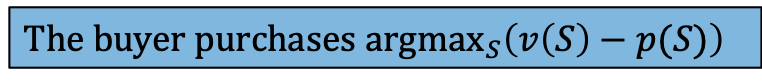 The buyer purchases argmax_S(v(S) − p(S))